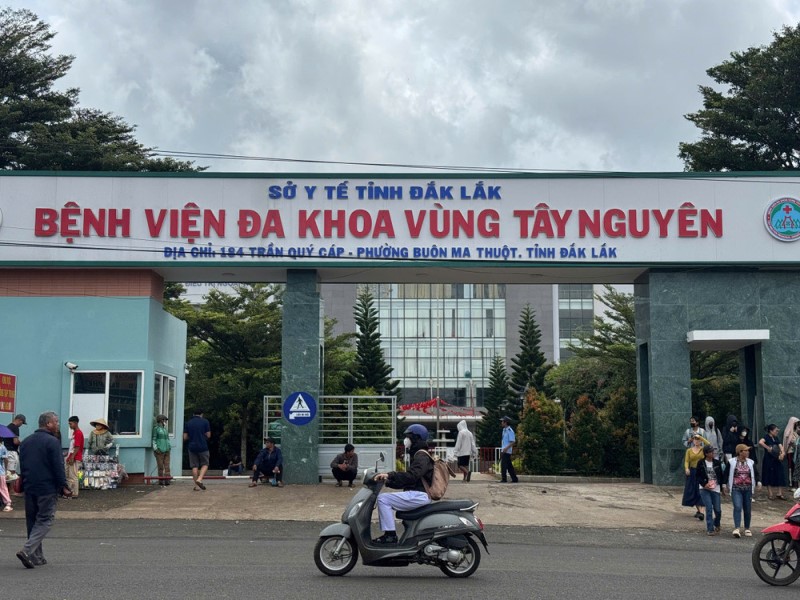 SỞ Y TẾ TỈNH ĐẮK LẮK
BỆNH VIỆN ĐA KHOA VÙNG TÂY NGUYÊN
ĐỊA CHỈ: 184 TRẦN QUÝ CÁP - PHƯỜNG BUÔN MA THUỘT, TỈNH ĐẮK LẮK